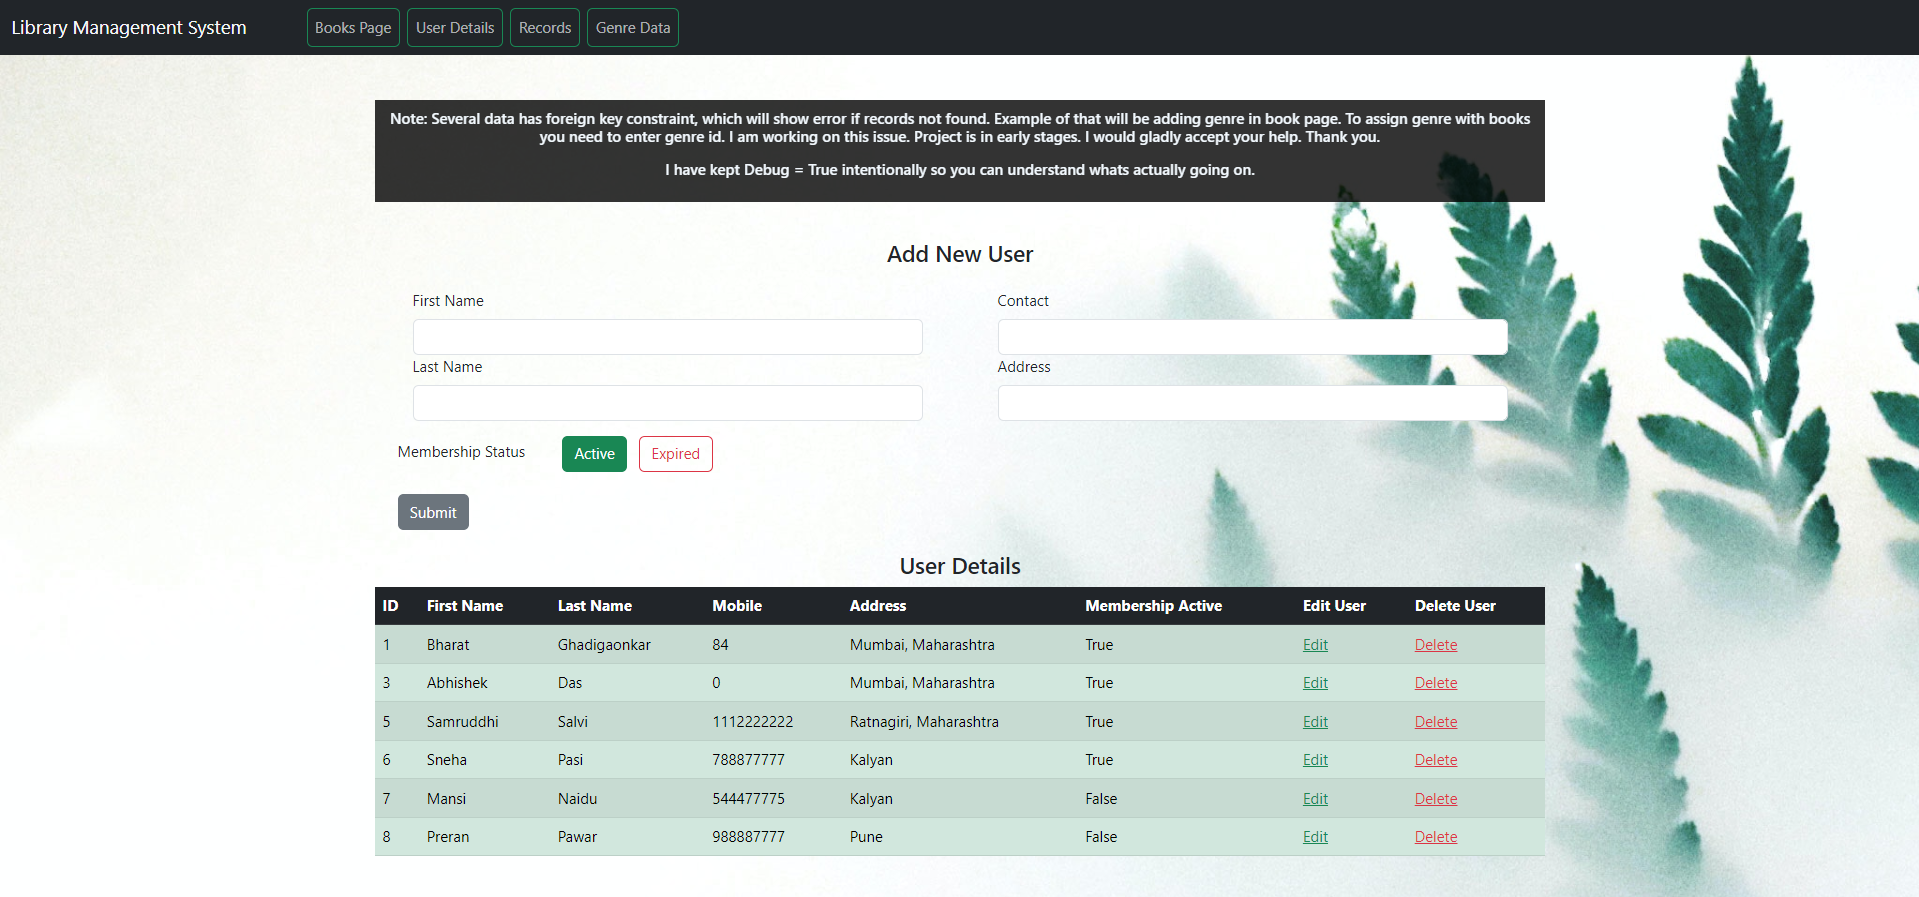 Library Management System Books Page User Details Records Genre Data
Note: Several data has foreign key constraint, which will show error if records not found. Example of that will be adding genre in book page. To assign genre with books
you need to enter genre id. I am working on this issue. Project is in early stages. I would gladly accept your help. Thank you.
I have kept Debug = True intentionally so you can understand whats actually going on.
Add New User
First Name Contact
Last Name Address
Membership Status Active Expired
Submit
User Details
ID First Name Last Name Mobile Address Membership Active Edit User Delete User
1 Bharat Ghadigaonkar 84 Mumbai, Maharashtra True Edit Delete
3 Abhishek Das 0 Mumbai, Maharashtra True Edit Delete
5 Samruddhi Salvi 1112222222 Ratnagiri, Maharashtra True Edit Delete
6 Sneha Pasi 788877777 Kalyan True Edit Delete
7 Mansi Naidu 544477775 Kalyan False Edit Delete
8 Preran Pawar 988887777 Pune False Edit Delete